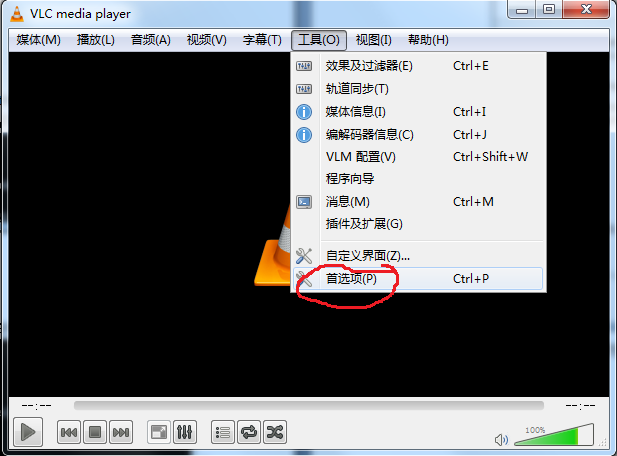 VLC media player
媒体(M) 播放(L) 音频(A) 视频(V) 字幕(T) 工具(O) 视图(I) 帮助(H)
效果及过滤器(E) Ctrl+E
轨道同步(T)
媒体信息(I) Ctrl+I
编解码器信息(C) Ctrl+J
VLM 配置(V) Ctrl+Shift+W
程序向导
消息(M) Ctrl+M
插件及扩展(G)
自定义界面(Z)...
首选项(P) Ctrl+P
--:-- --:--
100%